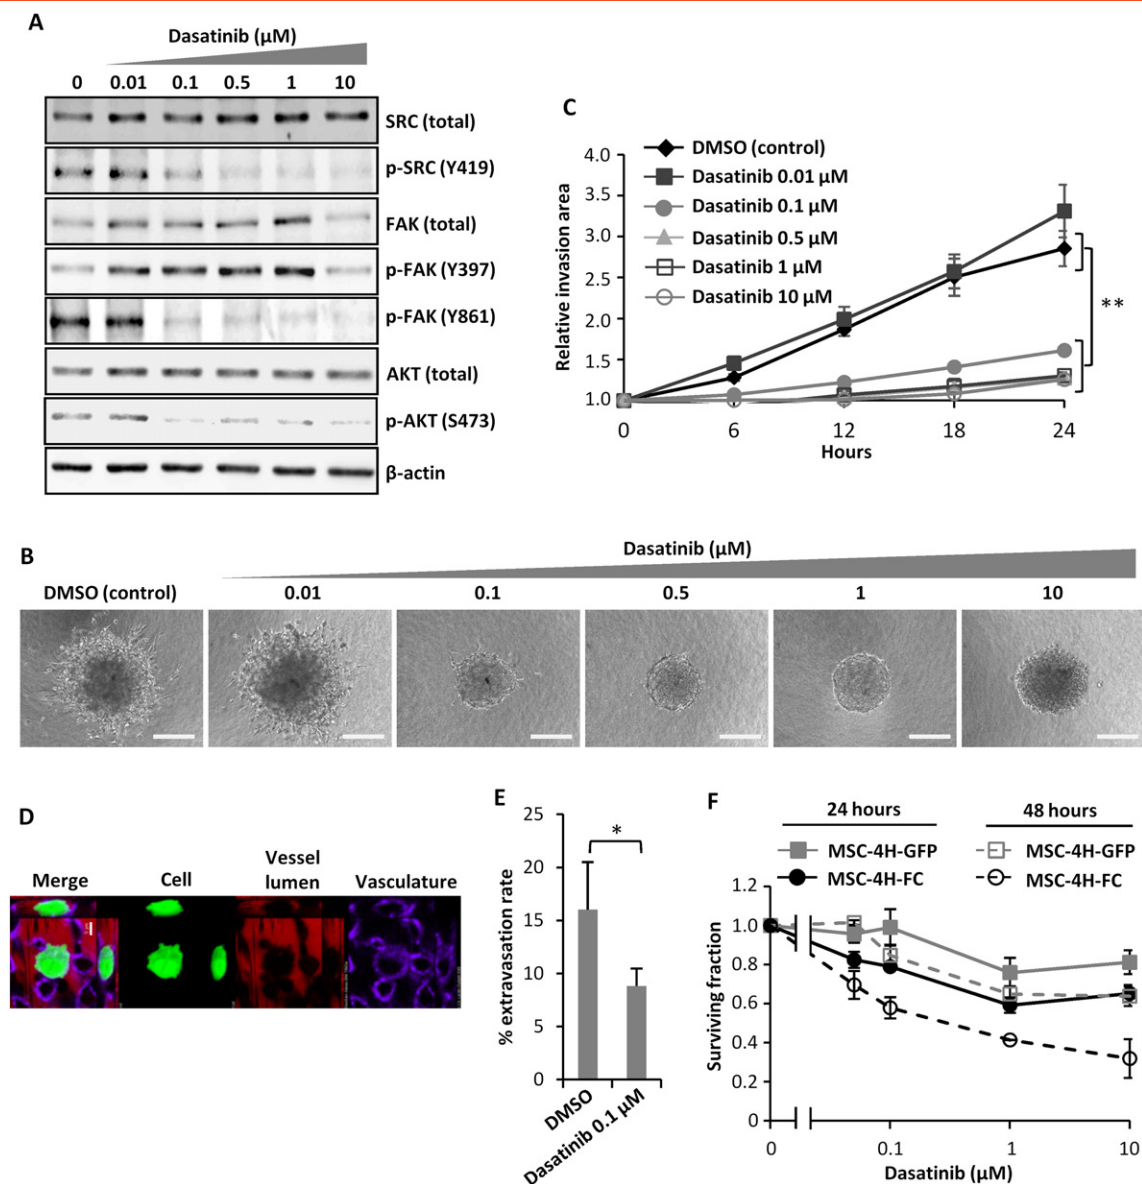 A
Dasatinib (µM)
0 0.01 0.1 0.5 1 10
SRC (total)
p-SRC (Y419)
FAK (total)
p-FAK (Y397)
p-FAK (Y861)
AKT (total)
p-AKT (S473)
β-actin
C
DMSO (control)
Dasatinib 0.01 µM
Dasatinib 0.1 µM
Dasatinib 0.5 µM
Dasatinib 1 µM
Dasatinib 10 µM
Relative invasion area
4.0
3.5
3.0
2.5
2.0
1.5
1.0
0 6 12 18 24
Hours
**
B
Dasatinib (µM)
DMSO (control) 0.01 0.1 0.5 1 10
D
Merge
Cell
Vessel
lumen
Vasculature
E
% extravasation rate
25
20
15
10
5
0
*
DMSO
Dasatinib 0.1 µM
F
24 hours
48 hours
MSC-4H-GFP
MSC-4H-FC
MSC-4H-GFP
MSC-4H-FC
Surviving fraction
1.2
1.0
0.8
0.6
0.4
0.2
0
0 0.1 1 10
Dasatinib (µM)